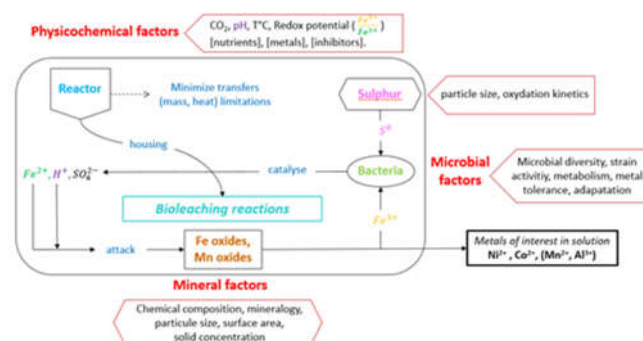 Physicochemical factors
CO₂, pH, T°C, Redox potential (Fe³⁺/Fe²⁺)
[nutrients], [metals], [inhibitors].
Reactor
Minimize transfers
(mass, heat) limitations
Sulphur
particle size, oxydation kinetics
housing
S⁰
Microbial
factors
Microbial diversity, strain
activitiy, metabolism, metal
tolerance, adapatation
Fe²⁺, H⁺, SO₄²⁻
catalyse
Bacteria
Bioleaching reactions
Fe³⁺
attack
Fe oxides,
Mn oxides
Metals of interest in solution
Ni²⁺, Co²⁺, (Mn²⁺, Al³⁺)
Mineral factors
Chemical composition, mineralogy,
particule size, surface area,
solid concentration